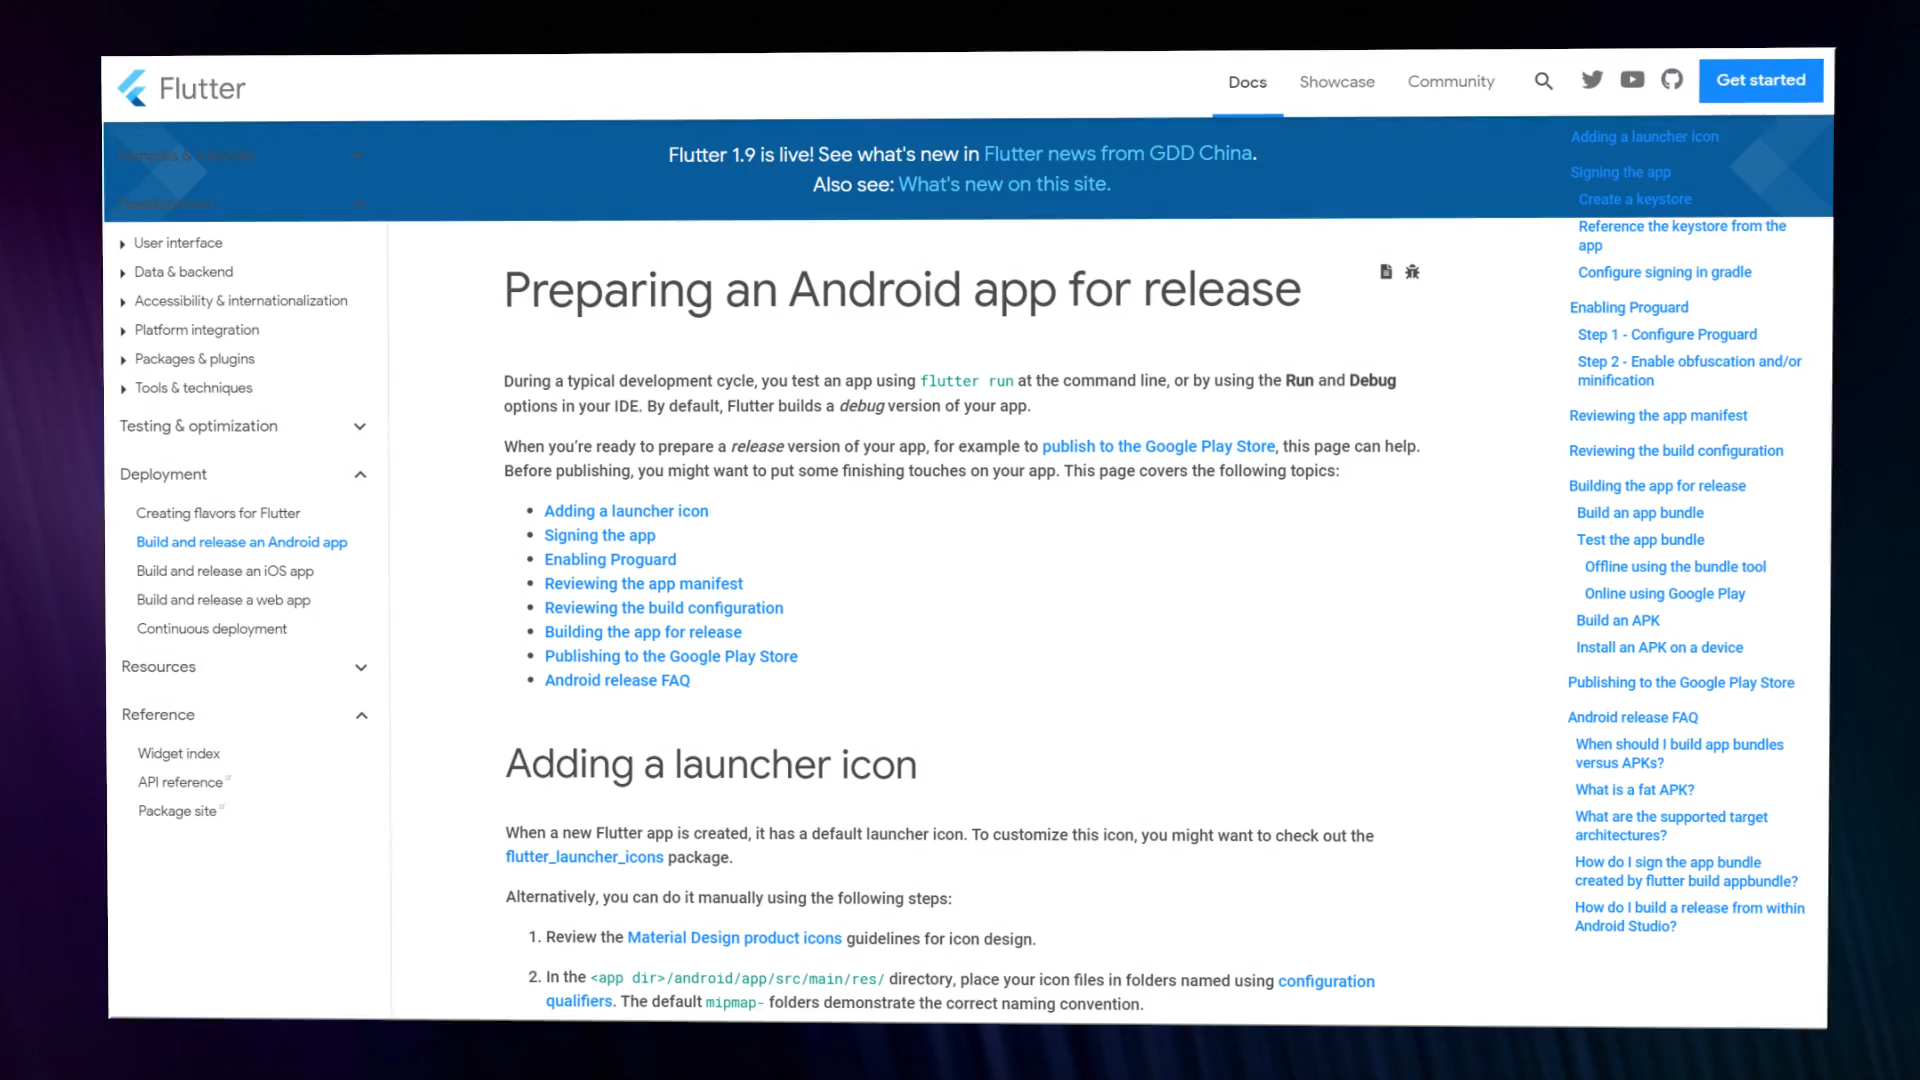 Flutter
Docs
Showcase
Community
Get started
Flutter 1.9 is live! See what's new in Flutter news from GDD China.
Also see: What's new on this site.
Samples & tutorials
Development
User interface
Data & backend
Accessibility & internationalization
Platform integration
Packages & plugins
Tools & techniques
Testing & optimization
Deployment
Creating flavors for Flutter
Build and release an Android app
Build and release an iOS app
Build and release a web app
Continuous deployment
Resources
Reference
Widget index
API reference
Package site
Preparing an Android app for release
During a typical development cycle, you test an app using flutter run at the command line, or by using the Run and Debug
options in your IDE. By default, Flutter builds a debug version of your app.
When you're ready to prepare a release version of your app, for example to publish to the Google Play Store, this page can help.
Before publishing, you might want to put some finishing touches on your app. This page covers the following topics:
• Adding a launcher icon
• Signing the app
• Enabling Proguard
• Reviewing the app manifest
• Reviewing the build configuration
• Building the app for release
• Publishing to the Google Play Store
• Android release FAQ
Adding a launcher icon
When a new Flutter app is created, it has a default launcher icon. To customize this icon, you might want to check out the
flutter_launcher_icons package.
Alternatively, you can do it manually using the following steps:
1. Review the Material Design product icons guidelines for icon design.
2. In the <app dir>/android/app/src/main/res/ directory, place your icon files in folders named using configuration
qualifiers. The default mipmap- folders demonstrate the correct naming convention.
Adding a launcher icon
Signing the app
Create a keystore
Reference the keystore from the
app
Configure signing in gradle
Enabling Proguard
Step 1 - Configure Proguard
Step 2 - Enable obfuscation and/or
minification
Reviewing the app manifest
Reviewing the build configuration
Building the app for release
Build an app bundle
Test the app bundle
Offline using the bundle tool
Online using Google Play
Build an APK
Install an APK on a device
Publishing to the Google Play Store
Android release FAQ
When should I build app bundles
versus APKs?
What is a fat APK?
What are the supported target
architectures?
How do I sign the app bundle
created by flutter build appbundle?
How do I build a release from within
Android Studio?